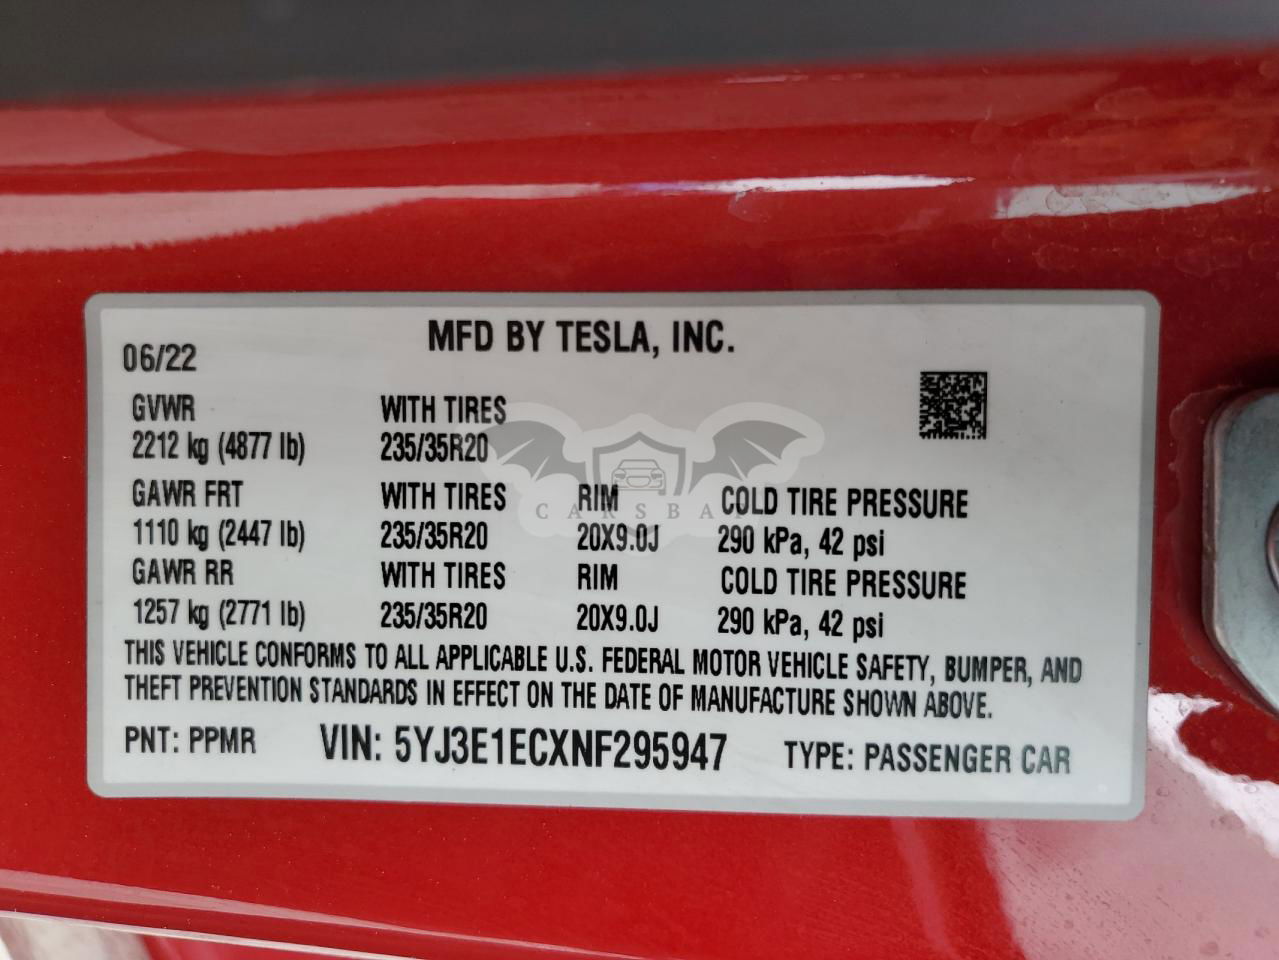 MFD BY TESLA, INC.
06/22
GVWR WITH TIRES
2212 kg (4877 lb) 235/35R20
GAWR FRT WITH TIRES RIM COLD TIRE PRESSURE
1110 kg (2447 lb) 235/35R20 20X9.0J 290 kPa, 42 psi
GAWR RR WITH TIRES RIM COLD TIRE PRESSURE
1257 kg (2771 lb) 235/35R20 20X9.0J 290 kPa, 42 psi
THIS VEHICLE CONFORMS TO ALL APPLICABLE U.S. FEDERAL MOTOR VEHICLE SAFETY, BUMPER, AND
THEFT PREVENTION STANDARDS IN EFFECT ON THE DATE OF MANUFACTURE SHOWN ABOVE.
PNT: PPMR VIN: 5YJ3E1ECXNF295947 TYPE: PASSENGER CAR